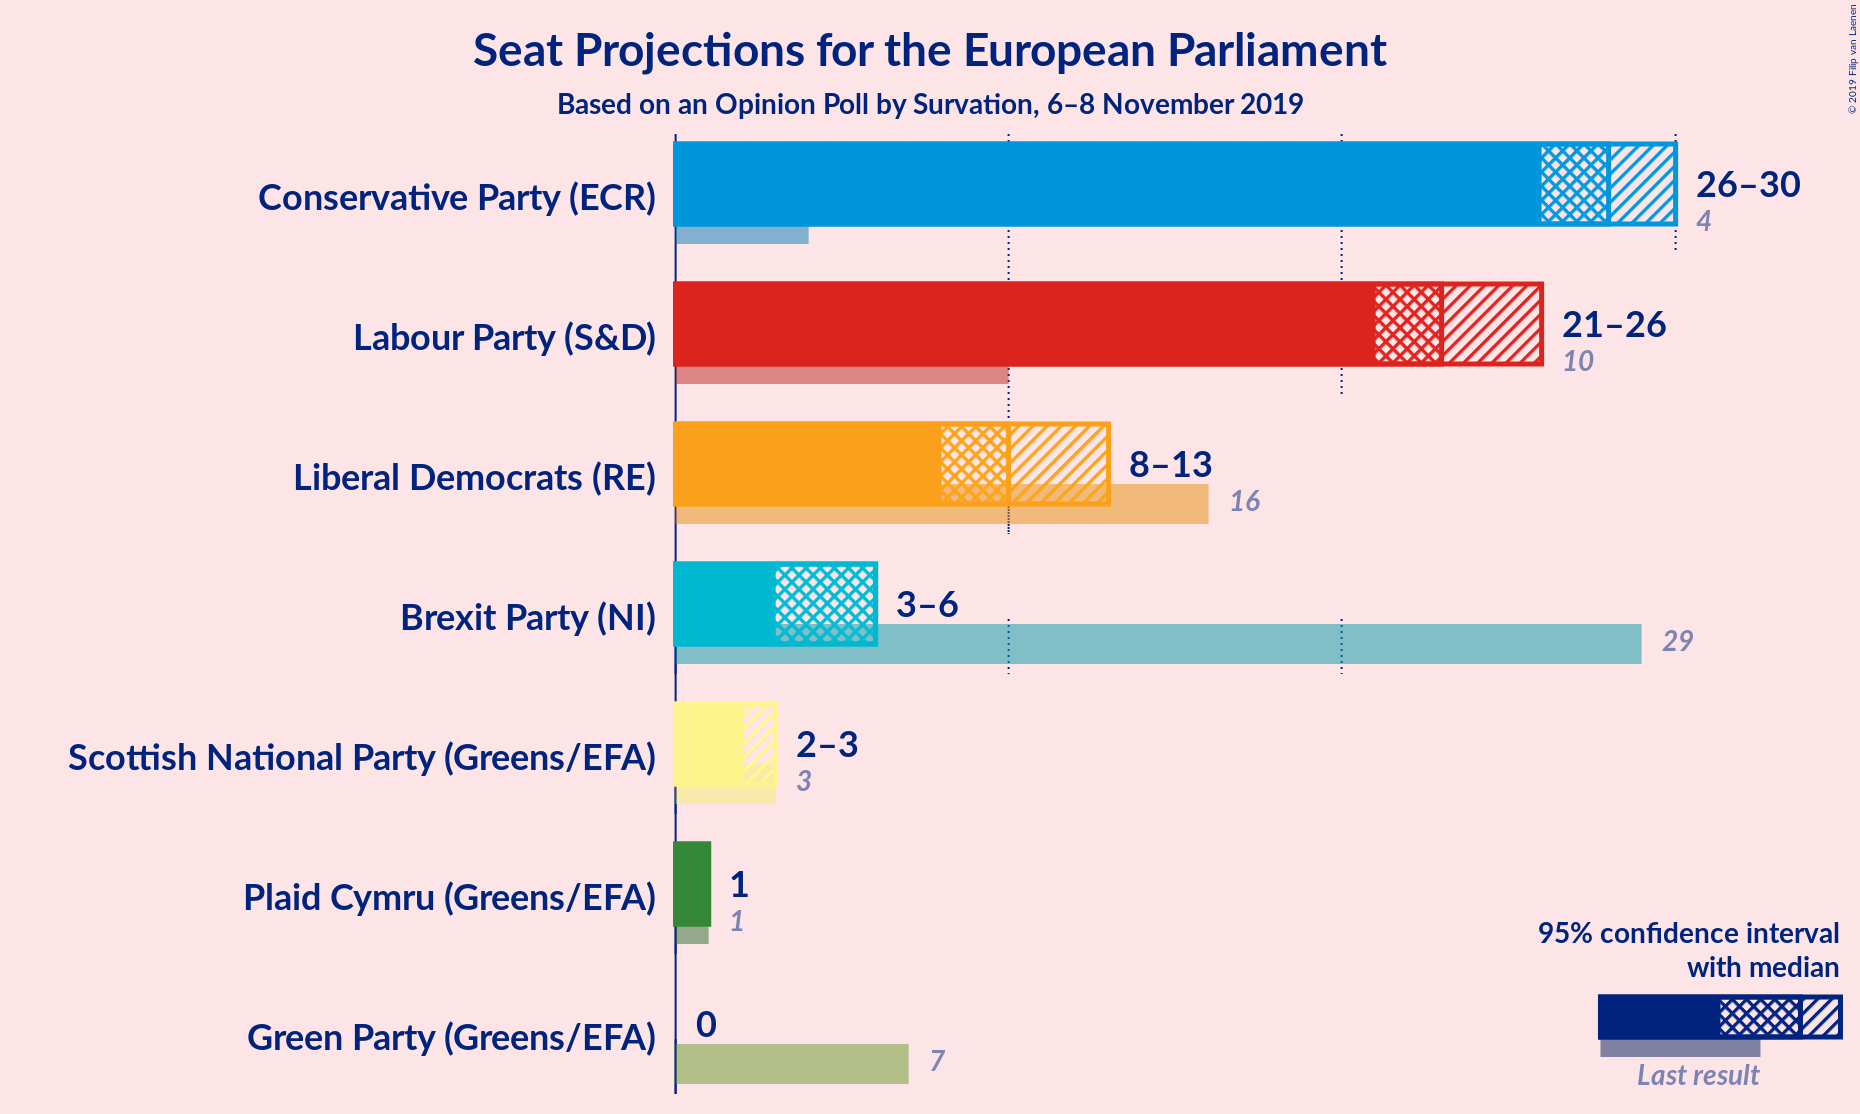 Seat Projections for the European Parliament
Based on an Opinion Poll by Survation, 6–8 November 2019
© 2019 Filip van Laenen
Conservative Party (ECR)
26–30
4
Labour Party (S&D)
21–26
10
Liberal Democrats (RE)
8–13
16
Brexit Party (NI)
3–6
29
Scottish National Party (Greens/EFA)
2–3
3
Plaid Cymru (Greens/EFA)
1
1
Green Party (Greens/EFA)
0
7
95% confidence interval
with median
Last result